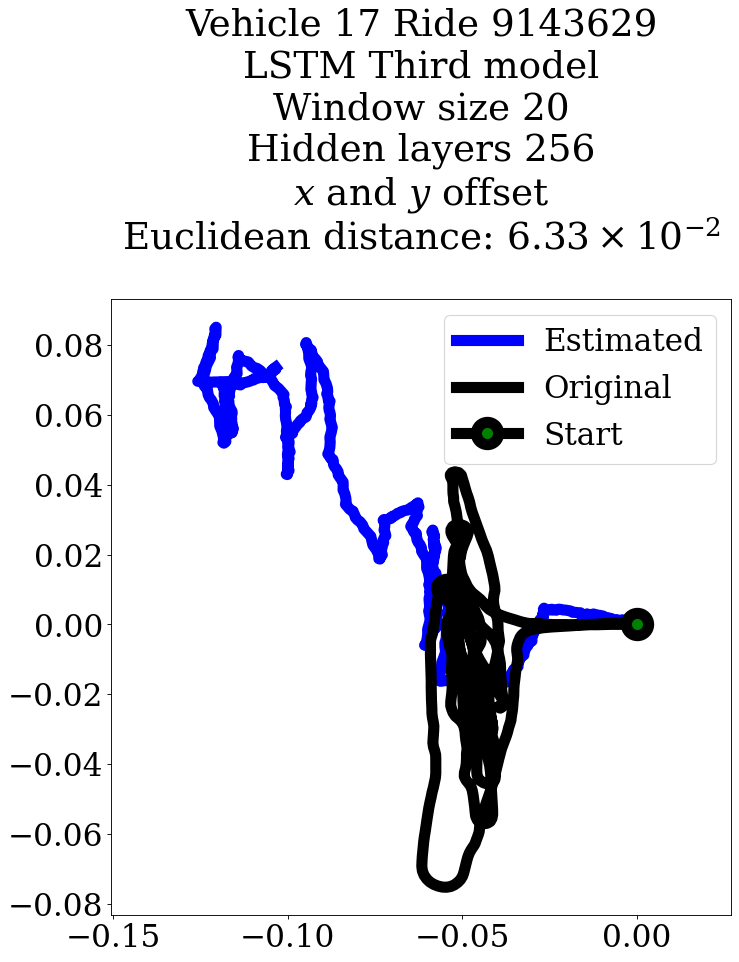 Vehicle 17 Ride 9143629
LSTM Third model
Window size 20
Hidden layers 256
x and y offset
Euclidean distance: 6.33 × 10⁻²
Estimated
Original
Start
0.08
0.06
0.04
0.02
0.00
−0.02
−0.04
−0.06
−0.08
−0.15 −0.10 −0.05 0.00